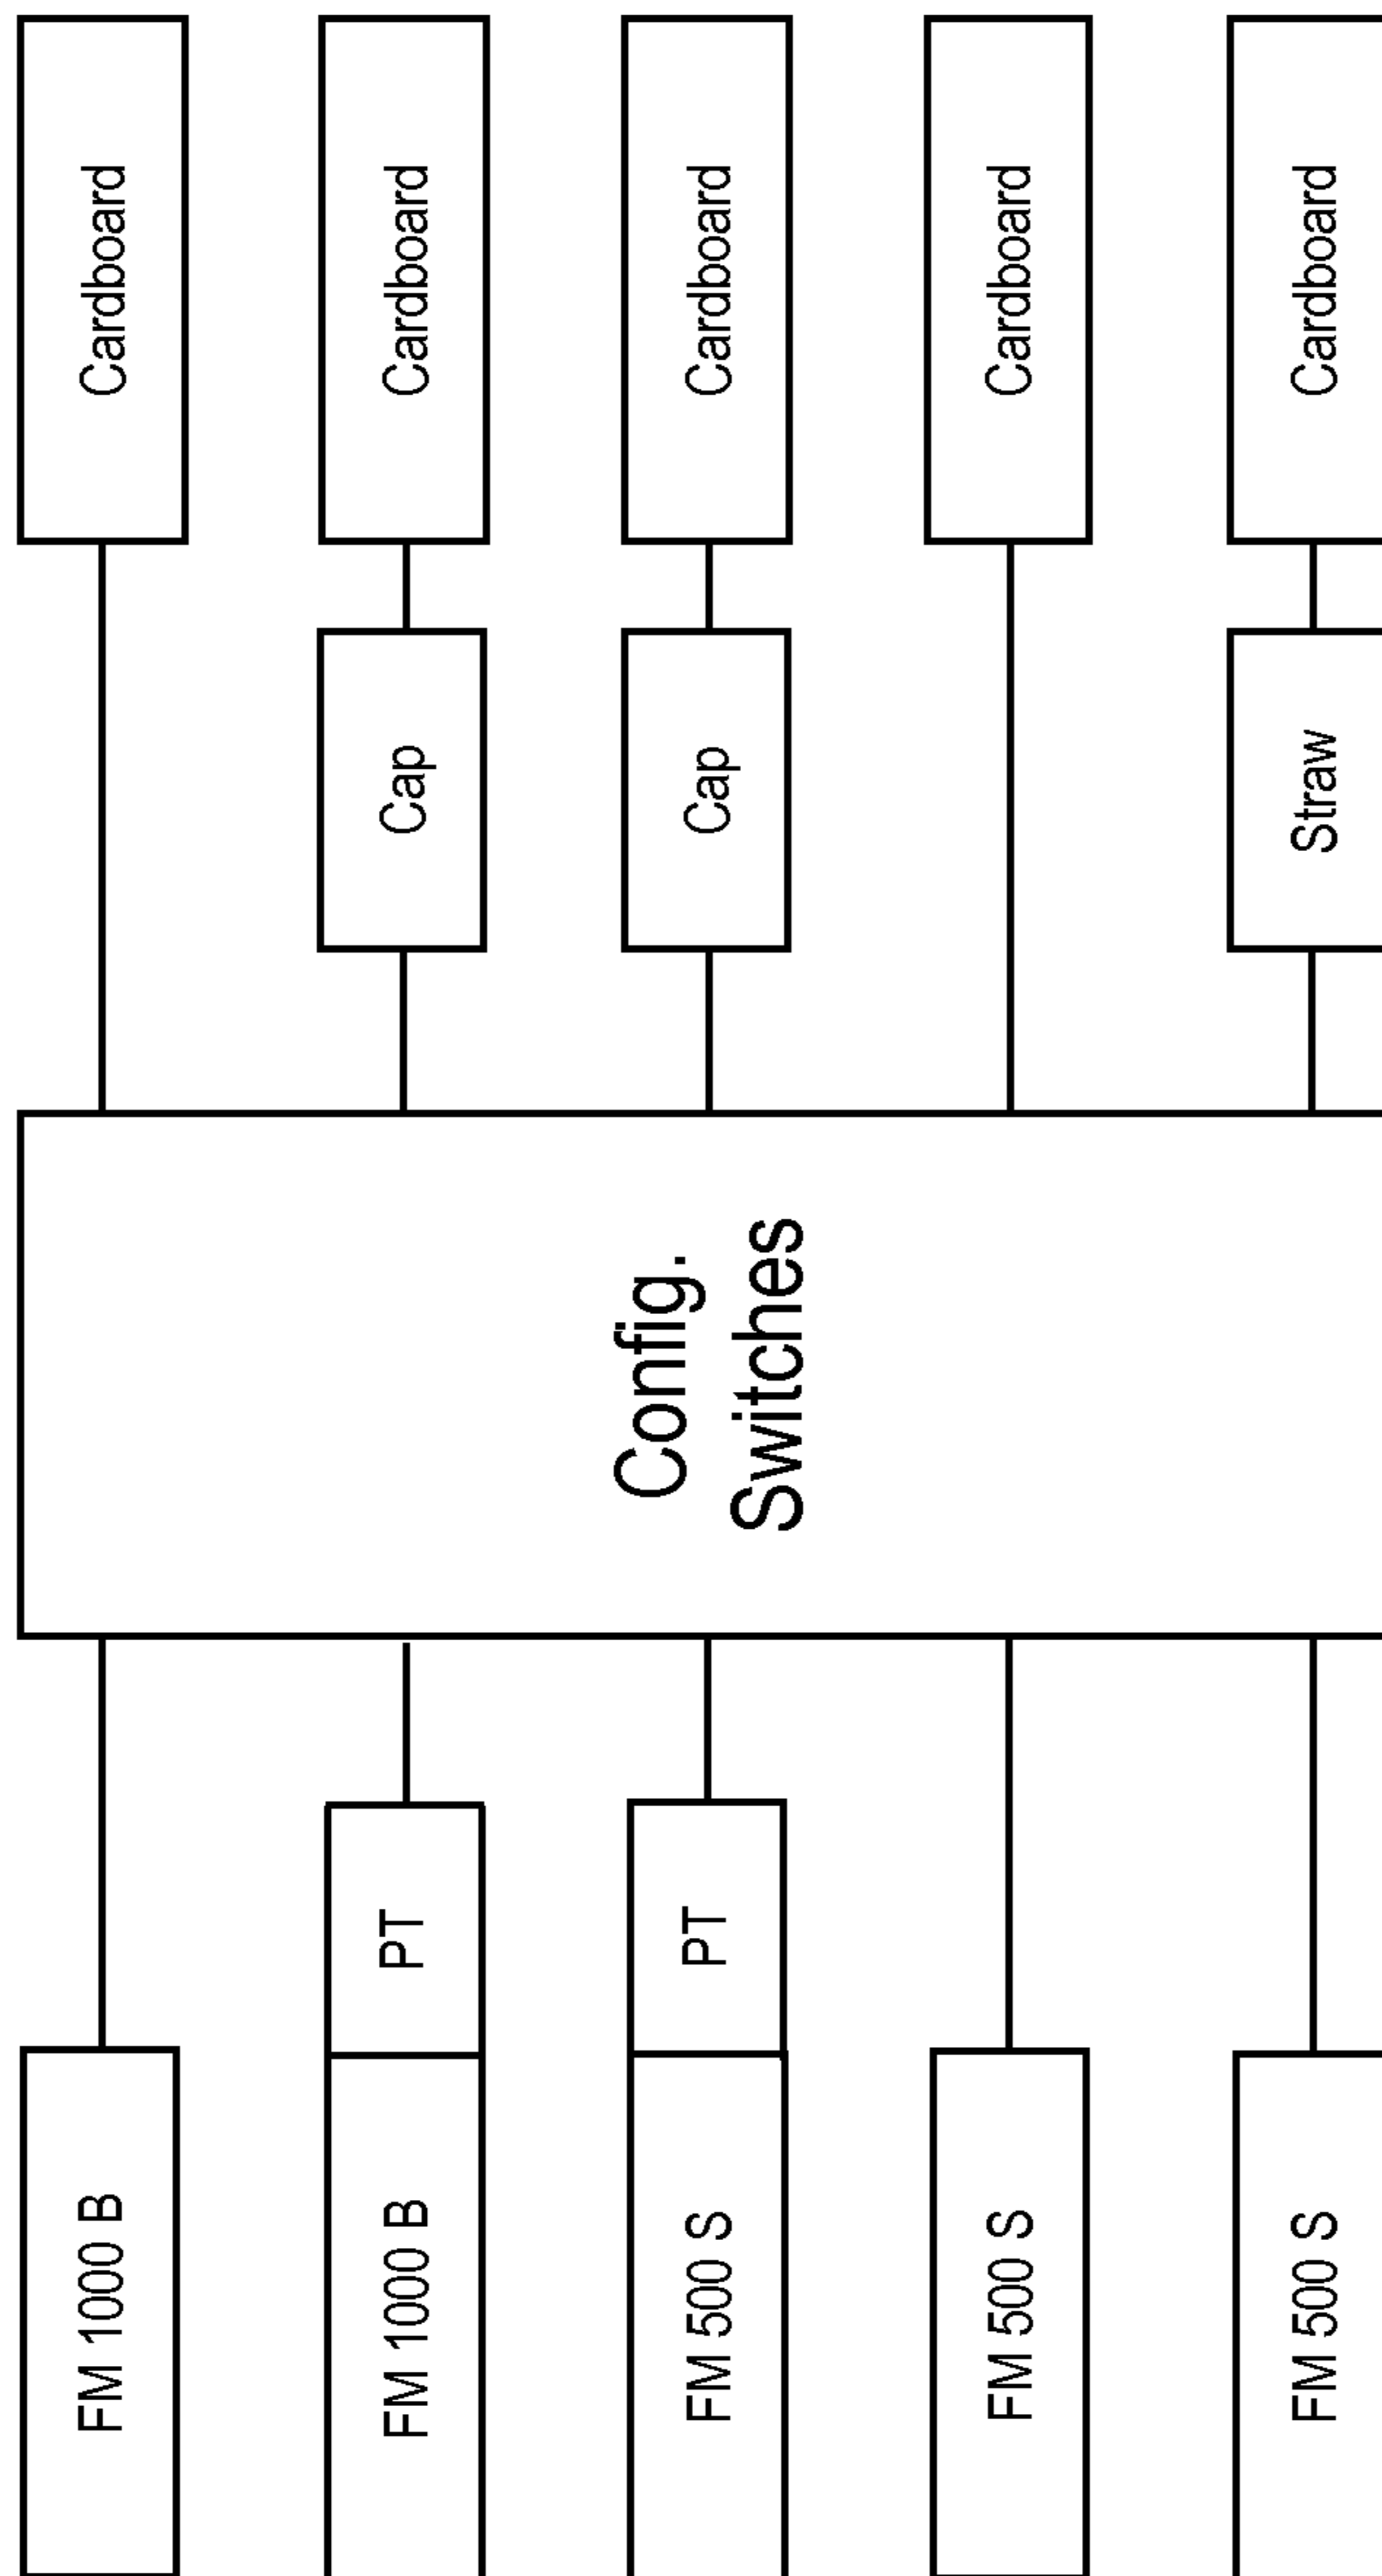 FM 1000 B
Cardboard
FM 1000 B
PT
Cap
Cardboard
FM 500 S
PT
Config.
Switches
Cap
Cardboard
FM 500 S
Cardboard
FM 500 S
Straw
Cardboard